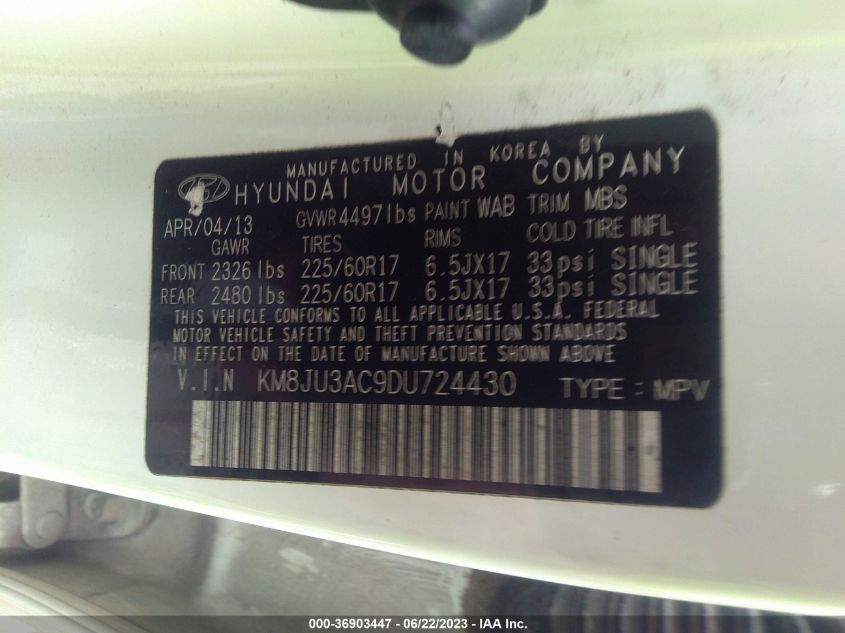 MANUFACTURED IN KOREA BY
HYUNDAI MOTOR COMPANY
APR/04/13 GVWR 4497 lbs PAINT WAB TRIM MBS
GAWR TIRES RIMS COLD TIRE INFL
FRONT 2326 lbs 225/60R17 6.5JX17 33psi SINGLE
REAR 2480 lbs 225/60R17 6.5JX17 33psi SINGLE
THIS VEHICLE CONFORMS TO ALL APPLICABLE U.S.A. FEDERAL
MOTOR VEHICLE SAFETY AND THEFT PREVENTION STANDARDS
IN EFFECT ON THE DATE OF MANUFACTURE SHOWN ABOVE
V.I.N KM8JU3AC9DU724430 TYPE : MPV
000-36903447 - 06/22/2023 - IAA Inc.